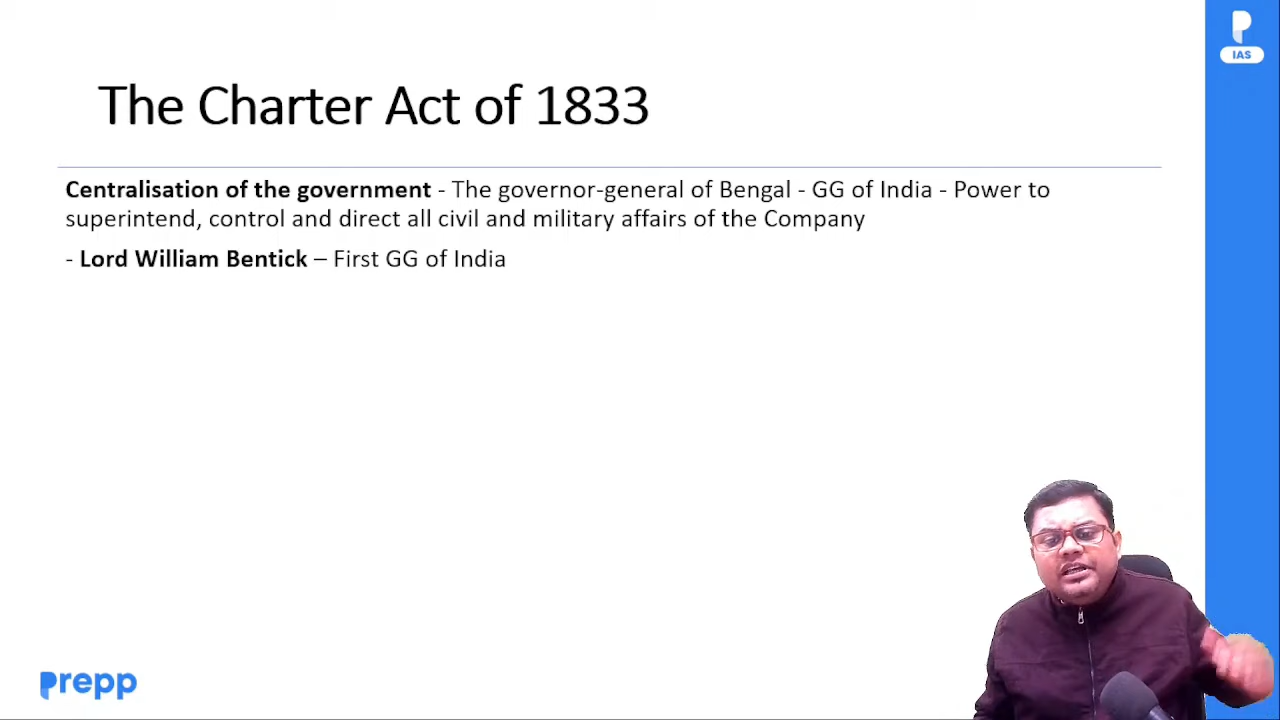 IAS
The Charter Act of 1833
Centralisation of the government - The governor-general of Bengal - GG of India - Power to
superintend, control and direct all civil and military affairs of the Company
- Lord William Bentick – First GG of India
prepp